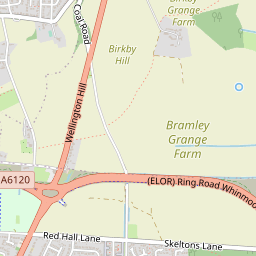 Coal Road
Birkby
Grange
Farm
Birkby
Hill
Wellington Hill
Bramley
Grange
Farm
A6120
(ELOR) Ring Road Whinmoo
Red Hall Lane
Skeltons Lane